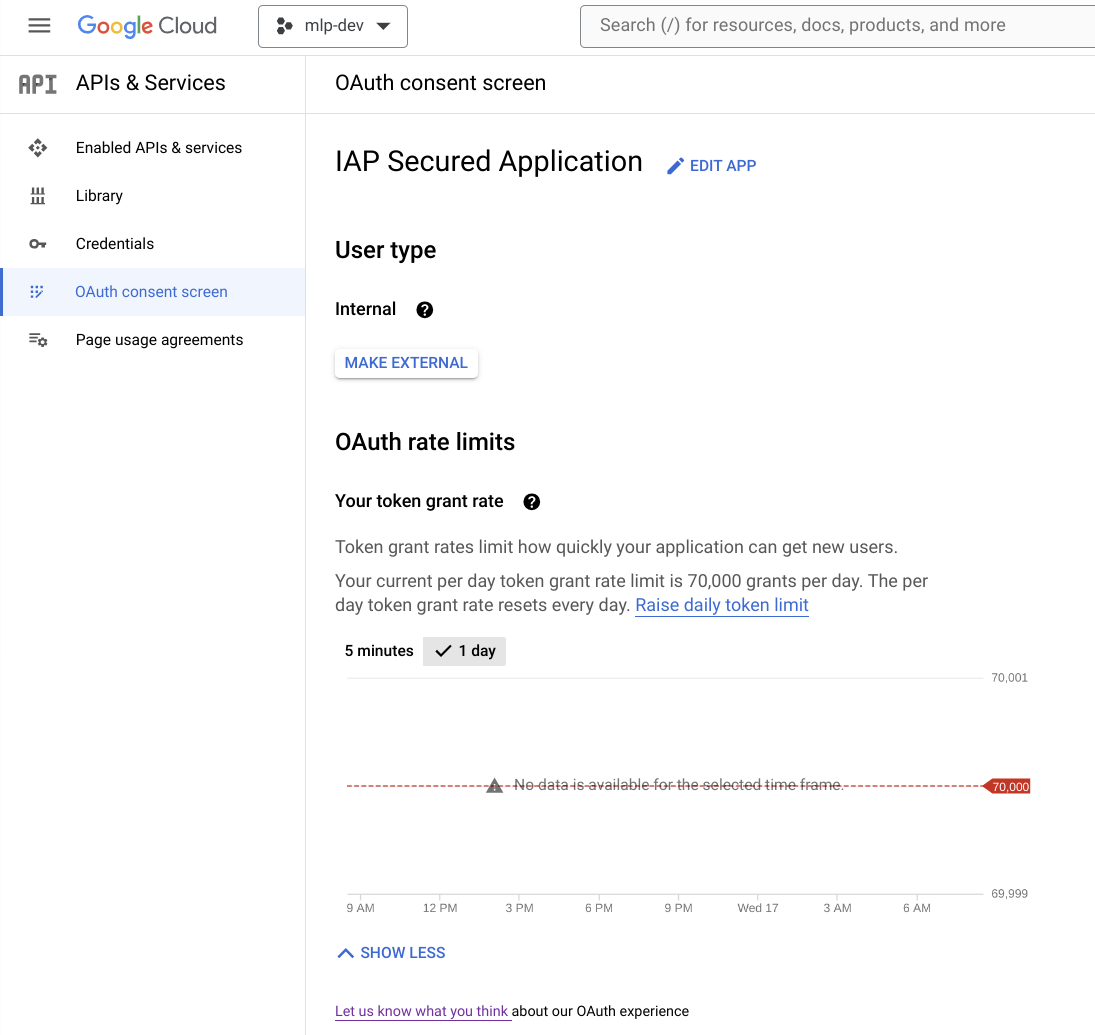 Google Cloud
mlp-dev
Search (/) for resources, docs, products, and more
API
APIs & Services
OAuth consent screen
Enabled APIs & services
Library
Credentials
OAuth consent screen
Page usage agreements
IAP Secured Application
EDIT APP
User type
Internal
MAKE EXTERNAL
OAuth rate limits
Your token grant rate
Token grant rates limit how quickly your application can get new users.
Your current per day token grant rate limit is 70,000 grants per day. The per
day token grant rate resets every day. Raise daily token limit
5 minutes
1 day
70,001
No data is available for the selected time frame.
70,000
69,999
9 AM 12 PM 3 PM 6 PM 9 PM Wed 17 3 AM 6 AM
SHOW LESS
Let us know what you think about our OAuth experience